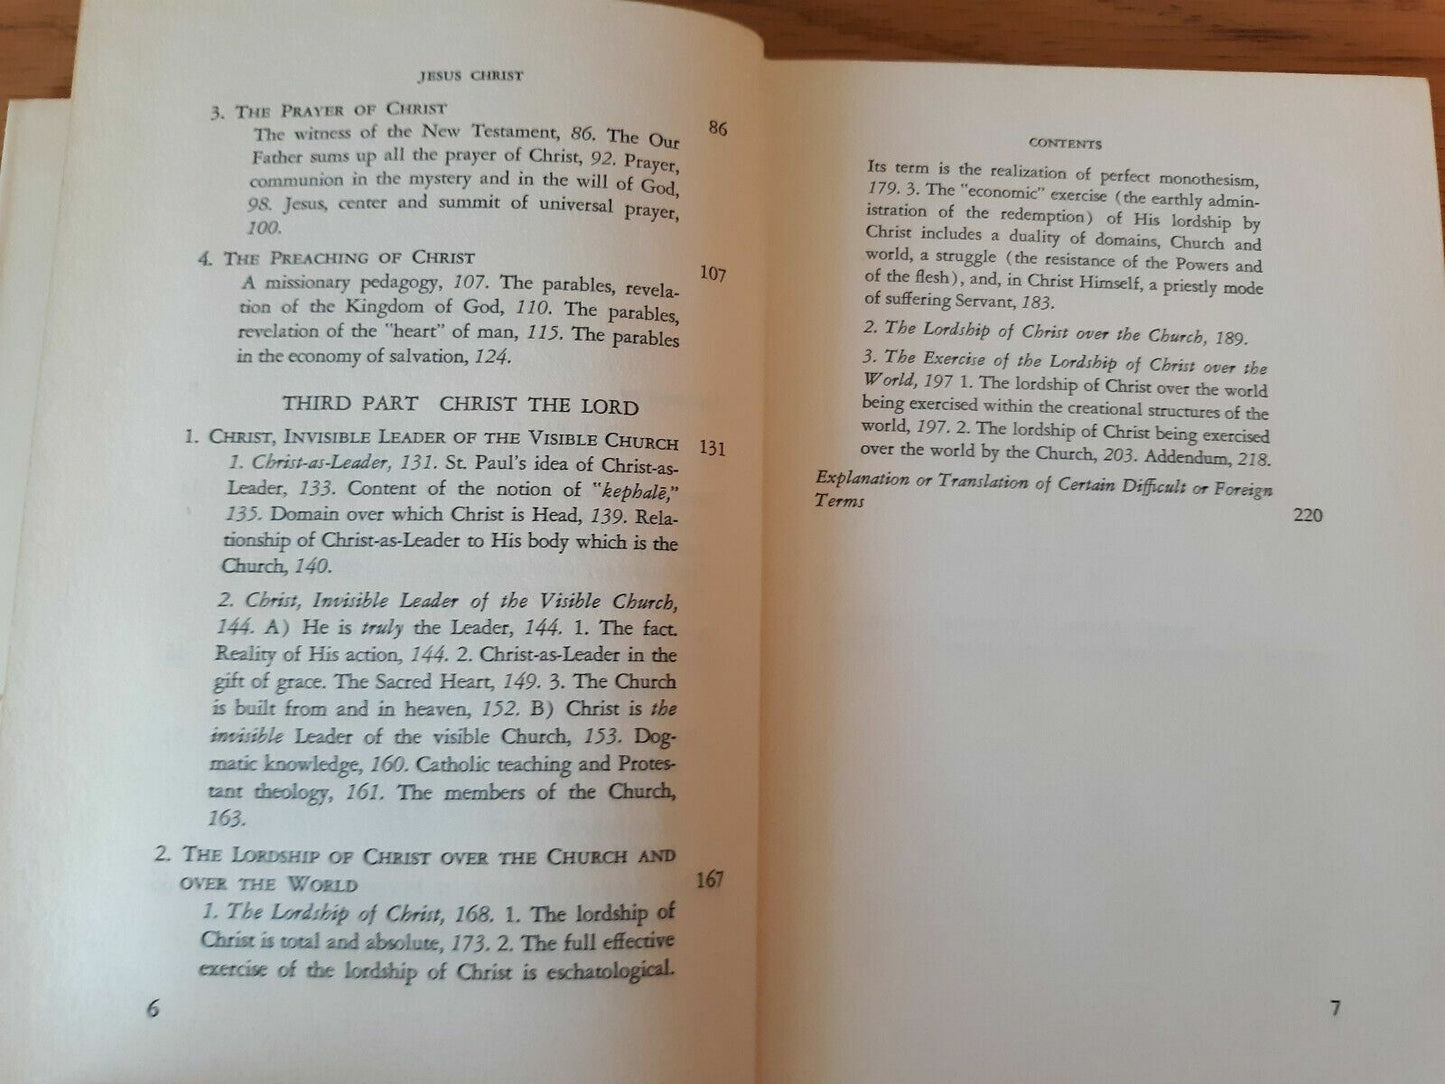 JESUS CHRIST
3. THE PRAYER OF CHRIST 86
The witness of the New Testament, 86. The Our
Father sums up all the prayer of Christ, 92. Prayer,
communion in the mystery and in the will of God,
98. Jesus, center and summit of universal prayer,
100.
4. THE PREACHING OF CHRIST 107
A missionary pedagogy, 107. The parables, revela-
tion of the Kingdom of God, 110. The parables,
revelation of the "heart" of man, 115. The parables
in the economy of salvation, 124.
THIRD PART CHRIST THE LORD
1. CHRIST, INVISIBLE LEADER OF THE VISIBLE CHURCH 131
1. Christ-as-Leader, 131. St. Paul's idea of Christ-as-
Leader, 133. Content of the notion of "kephalē,"
135. Domain over which Christ is Head, 139. Rela-
tionship of Christ-as-Leader to His body which is the
Church, 140.
2. Christ, Invisible Leader of the Visible Church,
144. A) He is truly the Leader, 144. 1. The fact.
Reality of His action, 144. 2. Christ-as-Leader in the
gift of grace. The Sacred Heart, 149. 3. The Church
is built from and in heaven, 152. B) Christ is the
invisible Leader of the visible Church, 153. Dog-
matic knowledge, 160. Catholic teaching and Protes-
tant theology, 161. The members of the Church,
163.
2. THE LORDSHIP OF CHRIST OVER THE CHURCH AND
OVER THE WORLD 167
1. The Lordship of Christ, 168. 1. The lordship of
Christ is total and absolute, 173. 2. The full effective
exercise of the lordship of Christ is eschatological.
6
CONTENTS
Its term is the realization of perfect monothesism,
179. 3. The "economic" exercise (the earthly admin-
istration of the redemption) of His lordship by
Christ includes a duality of domains, Church and
world, a struggle (the resistance of the Powers and
of the flesh), and, in Christ Himself, a priestly mode
of suffering Servant, 183.
2. The Lordship of Christ over the Church, 189.
3. The Exercise of the Lordship of Christ over the
World, 197 1. The lordship of Christ over the world
being exercised within the creational structures of the
world, 197. 2. The lordship of Christ being exercised
over the world by the Church, 203. Addendum, 218.
Explanation or Translation of Certain Difficult or Foreign
Terms 220
7